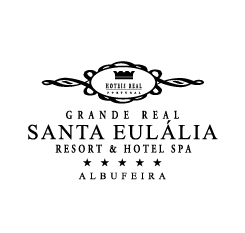 HOTEIS REAL
PORTUGAL
GRANDE REAL
SANTA EULÁLIA
RESORT & HOTEL SPA
★ ★ ★ ★ ★
ALBUFEIRA